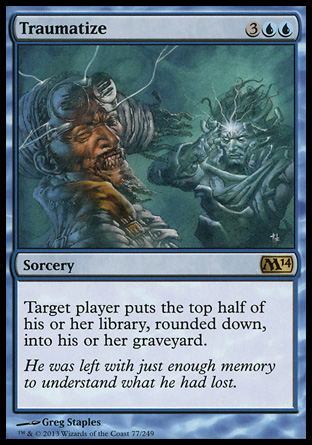 Traumatize 3
Sorcery M14
Target player puts the top half of
his or her library, rounded down,
into his or her graveyard.
He was left with just enough memory
to understand what he had lost.
Greg Staples
™ & © 2013 Wizards of the Coast 77/249